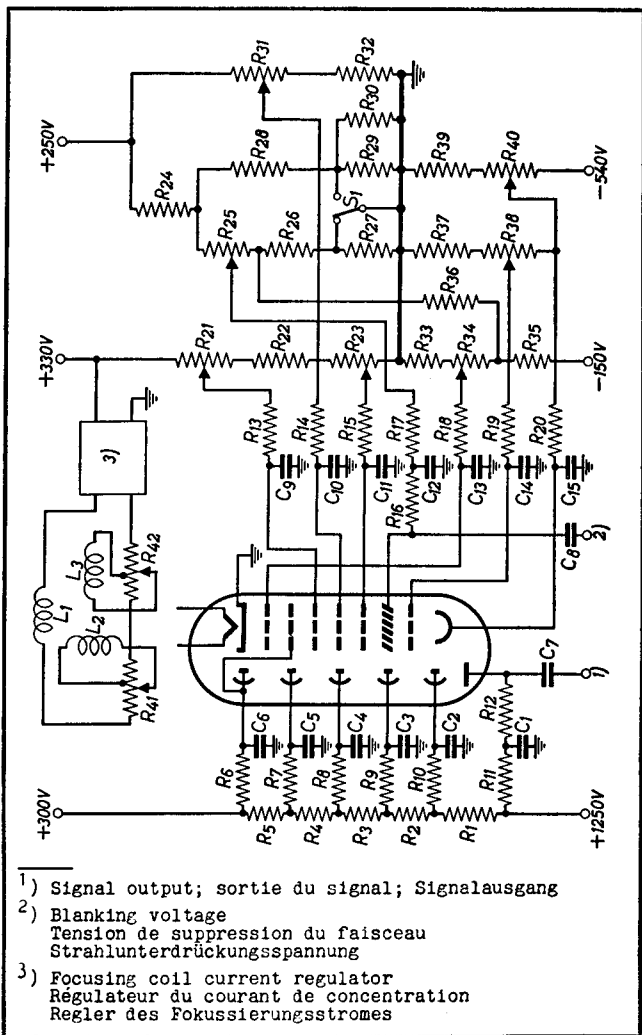 +250V
R31
R32
R30
R28
R29
R39
R40
-540V
R24
S1
R25
R26
R27
R37
R38
R36
+330V
R21
R22
R23
R33
R34
R35
-150V
R13
R14
R15
R17
R18
R19
R20
R16
C9
C10
C11
C12
C13
C14
C15
C8
2)
3)
L1
L2
L3
R42
R41
C6
C5
C4
C3
C2
C7
1)
R12
C1
R6
R7
R8
R9
R10
R11
R5
R4
R3
R2
R1
+300V
+1250V
1) Signal output; sortie du signal; Signalausgang
2) Blanking voltage
Tension de suppression du faisceau
Strahlunterdrückungsspannung
3) Focusing coil current regulator
Régulateur du courant de concentration
Regler des Fokussierungsstromes